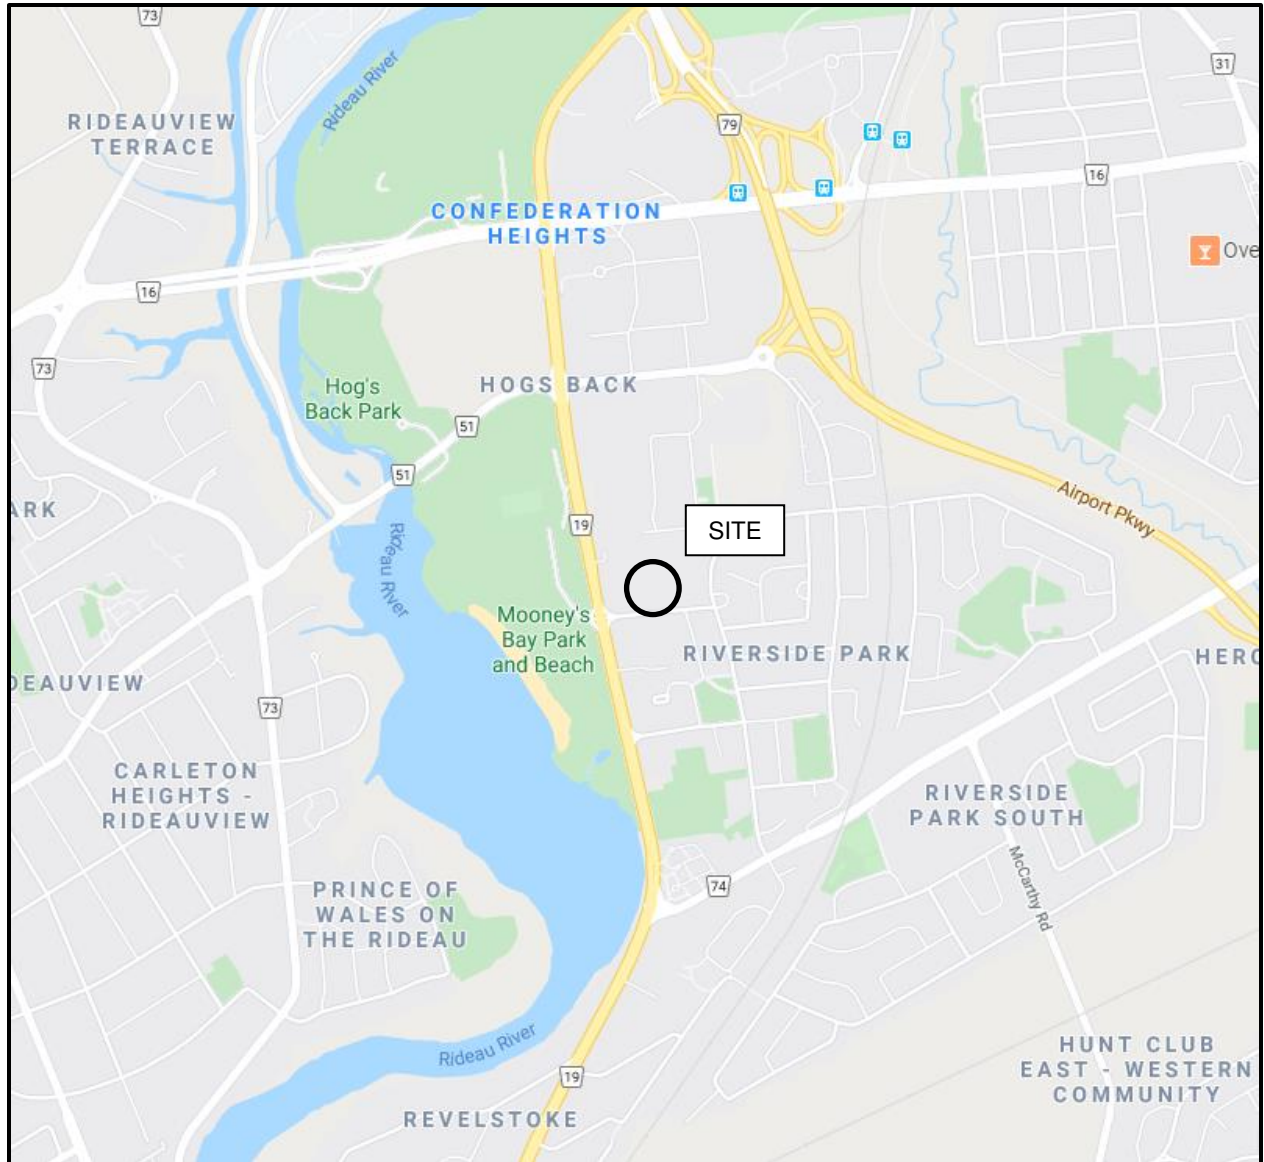 73
31
Rideau River
RIDEAUVIEW
TERRACE
79
16
CONFEDERATION
HEIGHTS
Ove
16
73
Hog's
Back Park
HOGS BACK
51
51
ARK
Airport Pkwy
19
SITE
Rideau River
Mooney's
Bay Park
and Beach
RIVERSIDE PARK
HERO
DEAUVIEW
73
CARLETON
HEIGHTS -
RIDEAUVIEW
RIVERSIDE
PARK SOUTH
McCarthy Rd
74
PRINCE OF
WALES ON
THE RIDEAU
Rideau River
HUNT CLUB
EAST - WESTERN
COMMUNITY
19
REVELSTOKE